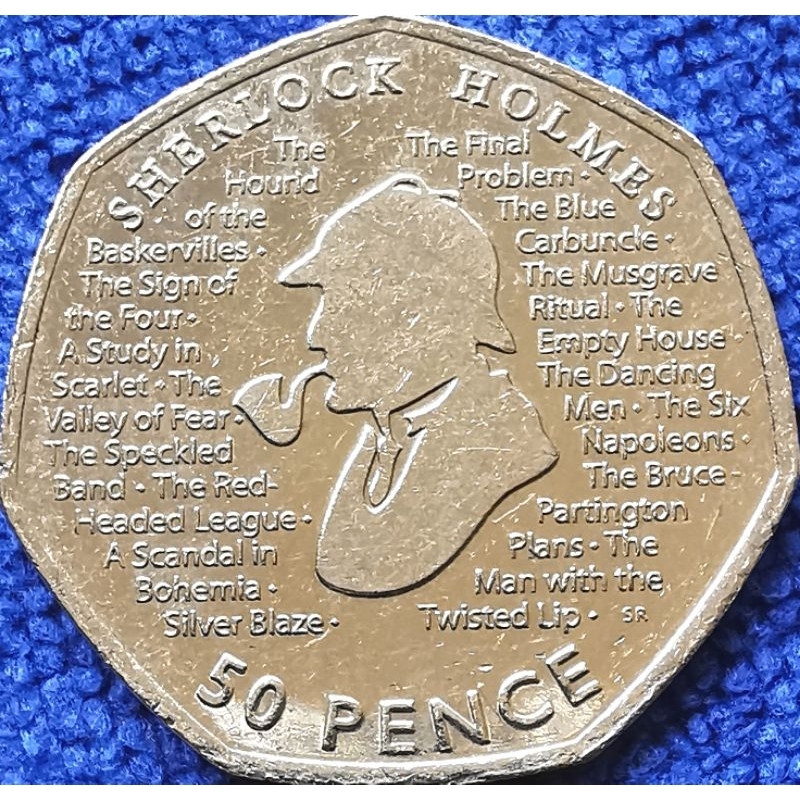 SHERLOCK HOLMES
The
Hound
of the
Baskervilles •
The Sign of
the Four •
A Study in
Scarlet • The
Valley of Fear •
The Speckled
Band • The Red-
Headed League •
A Scandal in
Bohemia •
Silver Blaze •
The Final
Problem •
The Blue
Carbuncle •
The Musgrave
Ritual • The
Empty House •
The Dancing
Men • The Six
Napoleons •
The Bruce-
Partington
Plans • The
Man with the
Twisted Lip •
SR
50 PENCE